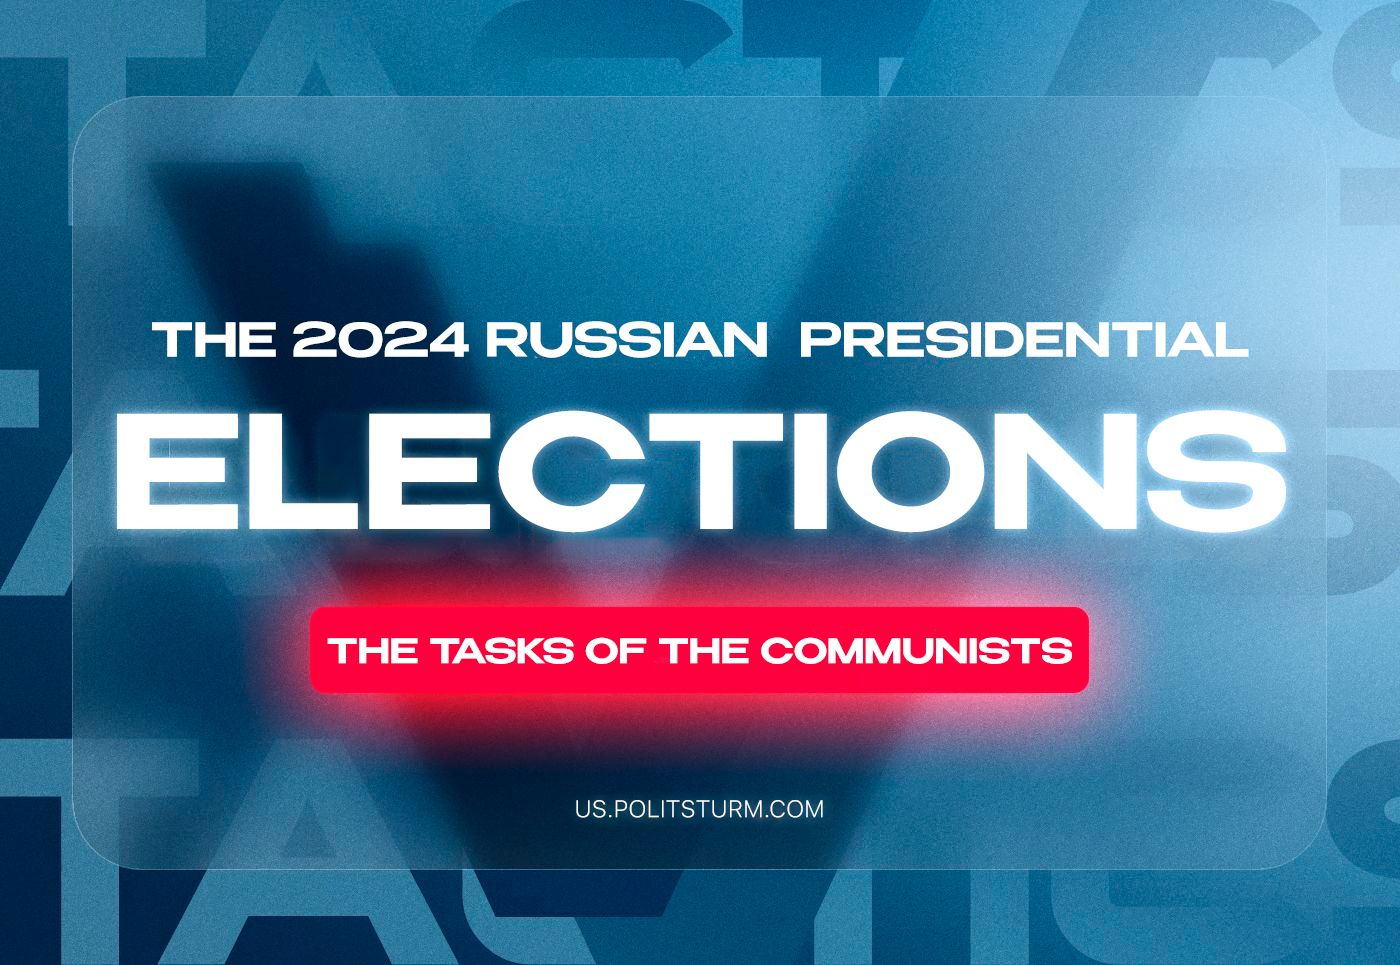 THE 2024 RUSSIAN PRESIDENTIAL
ELECTIONS
THE TASKS OF THE COMMUNISTS
US.POLITSTURM.COM